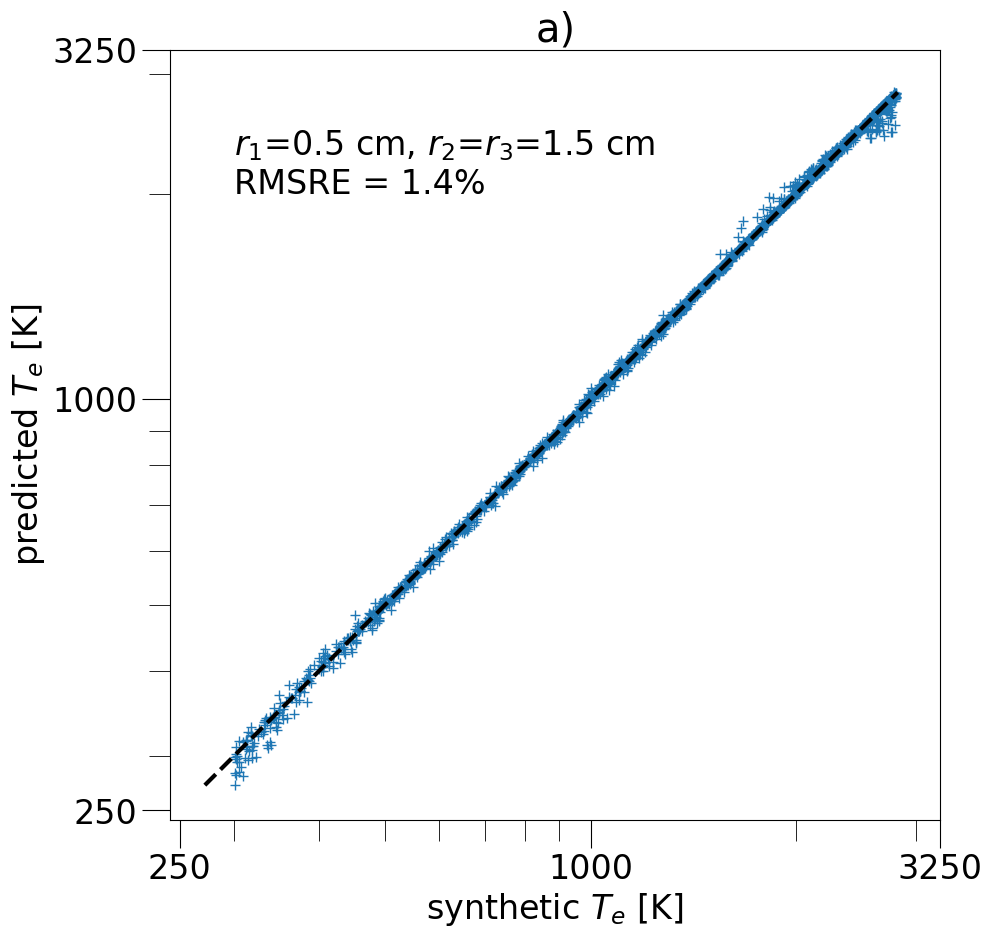 a)
3250
r₁=0.5 cm, r₂=r₃=1.5 cm
RMSRE = 1.4%
predicted Tₑ [K]
1000
250
250 1000 3250
synthetic Tₑ [K]